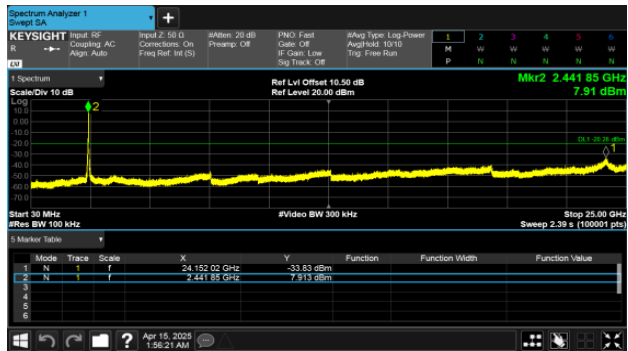 Spectrum Analyzer 1
Swept SA
+
KEYSIGHT Input: RF Input Z: 50 Ω #Atten: 20 dB PNO: Fast #Avg Type: Log-Power 1 2 3 4 5 6
R Coupling: AC Corrections: On Preamp: Off Gate: Off Avg|Hold: 10/10 M W W W W W
Align: Auto Freq Ref: Int (S) IF Gain: Low Trig: Free Run
Sig Track: Off P N N N N N
LXI
1 Spectrum Ref Lvl Offset 10.50 dB Mkr2 2.441 85 GHz
Scale/Div 10 dB Ref Level 20.00 dBm 7.91 dBm
Log
10.0
0.00
-10.0
-20.0
-30.0
-40.0
-50.0
-60.0
-70.0
2
DL1 -20.26 dBm
1
Start 30 MHz #Video BW 300 kHz Stop 25.00 GHz
#Res BW 100 kHz Sweep 2.39 s (100001 pts)
5 Marker Table
Mode Trace Scale X Y Function Function Width Function Value
1 N 1 f 24.152 02 GHz -33.83 dBm
2 N 1 f 2.441 85 GHz 7.913 dBm
3
4
5
6
? Apr 15, 2025
1:56:21 AM